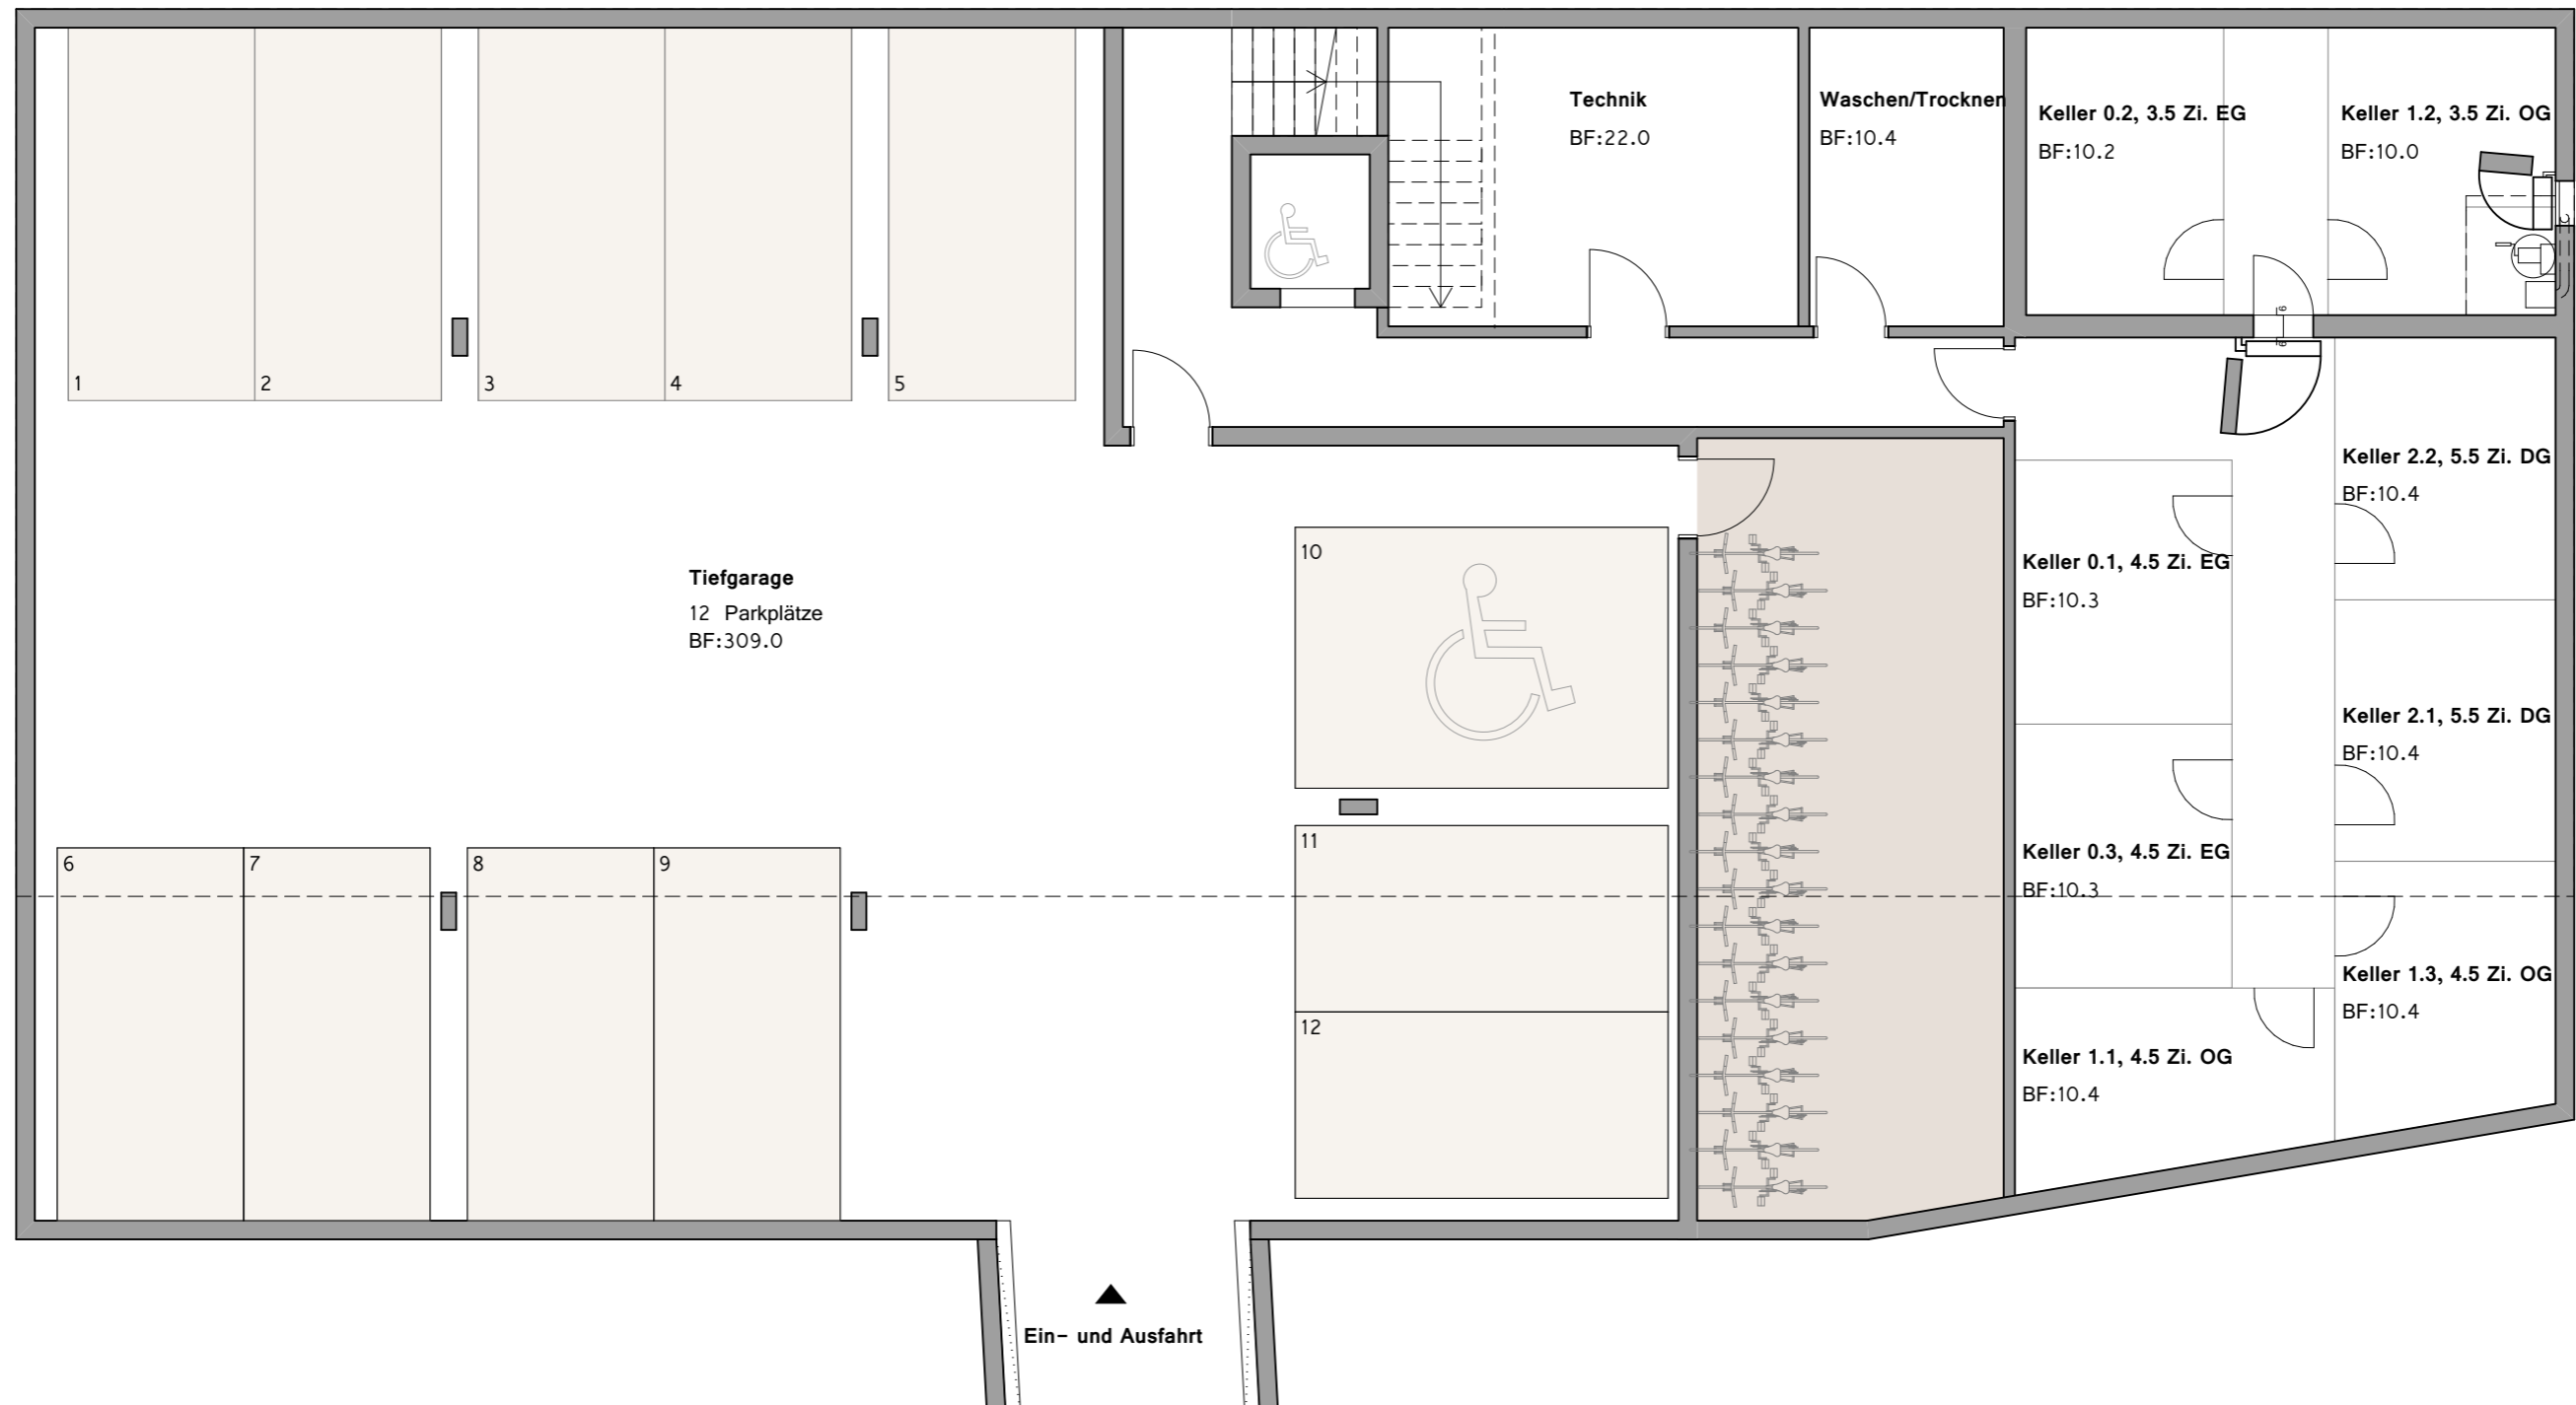 Technik
BF:22.0
Waschen/Trocknen
BF:10.4
Keller 0.2, 3.5 Zi. EG
BF:10.2
Keller 1.2, 3.5 Zi. OG
BF:10.0
1
2
3
4
5
Keller 2.2, 5.5 Zi. DG
BF:10.4
Tiefgarage
12 Parkplätze
BF:309.0
10
Keller 0.1, 4.5 Zi. EG
BF:10.3
Keller 2.1, 5.5 Zi. DG
BF:10.4
6
7
8
9
11
Keller 0.3, 4.5 Zi. EG
BF:10.3
Keller 1.3, 4.5 Zi. OG
BF:10.4
12
Keller 1.1, 4.5 Zi. OG
BF:10.4
Ein- und Ausfahrt